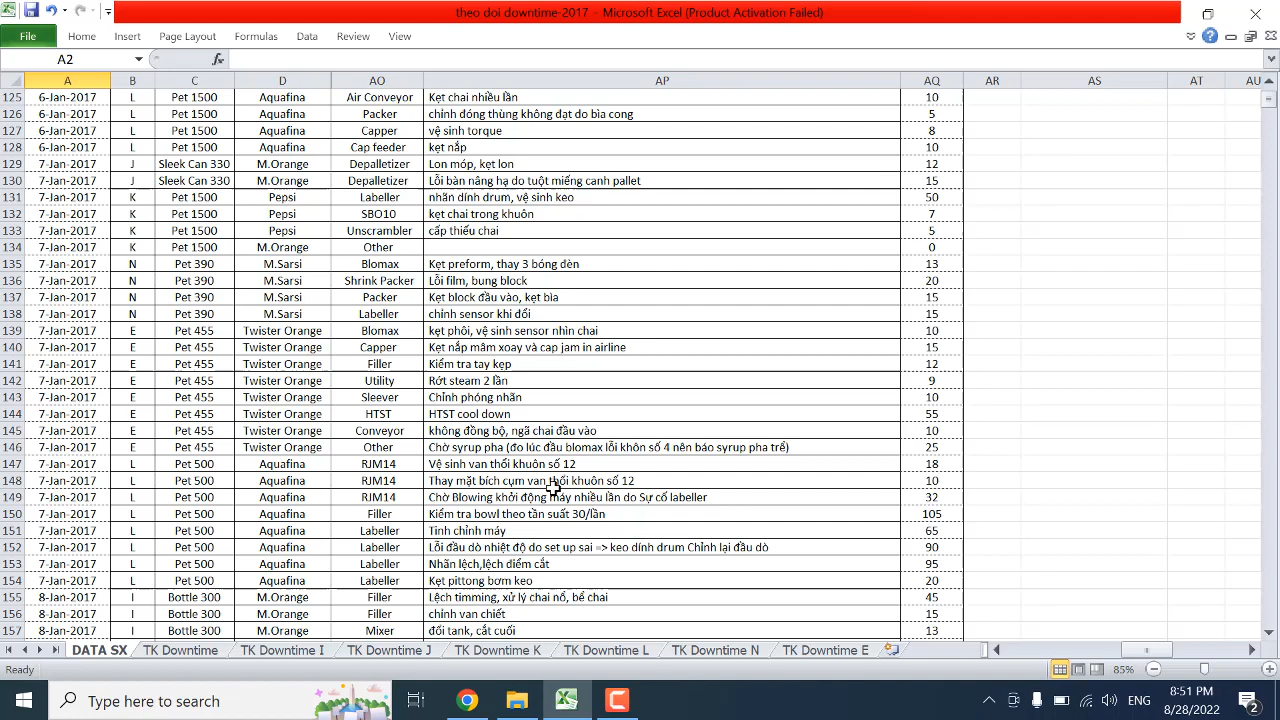 theo doi downtime-2017 - Microsoft Excel (Product Activation Failed)
File Home Insert Page Layout Formulas Data Review View
A2 fx
A B C D AO AP AQ AR AS AT AU
125 6-Jan-2017 L Pet 1500 Aquafina Air Conveyor Kẹt chai nhiều lần 10
126 6-Jan-2017 L Pet 1500 Aquafina Packer chỉnh đóng thùng không đạt do bìa cong 5
127 6-Jan-2017 L Pet 1500 Aquafina Capper vệ sinh torque 8
128 6-Jan-2017 L Pet 1500 Aquafina Cap feeder kẹt nắp 10
129 7-Jan-2017 J Sleek Can 330 M.Orange Depalletizer Lon móp, kẹt lon 12
130 7-Jan-2017 J Sleek Can 330 M.Orange Depalletizer Lỗi bàn nâng hạ do tuột miếng canh pallet 15
131 7-Jan-2017 K Pet 1500 Pepsi Labeller nhãn dính drum, vệ sinh keo 50
132 7-Jan-2017 K Pet 1500 Pepsi SBO10 kẹt chai trong khuôn 7
133 7-Jan-2017 K Pet 1500 Pepsi Unscrambler cấp thiếu chai 5
134 7-Jan-2017 K Pet 1500 M.Orange Other 0
135 7-Jan-2017 N Pet 390 M.Sarsi Blomax Kẹt preform, thay 3 bóng đèn 13
136 7-Jan-2017 N Pet 390 M.Sarsi Shrink Packer Lỗi film, bung block 20
137 7-Jan-2017 N Pet 390 M.Sarsi Packer Kẹt block đầu vào, kẹt bìa 15
138 7-Jan-2017 N Pet 390 M.Sarsi Labeller chỉnh sensor khi đổi 15
139 7-Jan-2017 E Pet 455 Twister Orange Blomax kẹt phôi, vệ sinh sensor nhìn chai 10
140 7-Jan-2017 E Pet 455 Twister Orange Capper Kẹt nắp mâm xoay và cap jam in airline 15
141 7-Jan-2017 E Pet 455 Twister Orange Filler Kiểm tra tay kẹp 12
142 7-Jan-2017 E Pet 455 Twister Orange Utility Rớt steam 2 lần 9
143 7-Jan-2017 E Pet 455 Twister Orange Sleever Chỉnh phóng nhãn 10
144 7-Jan-2017 E Pet 455 Twister Orange HTST HTST cool down 55
145 7-Jan-2017 E Pet 455 Twister Orange Conveyor không đồng bộ, ngã chai đầu vào 10
146 7-Jan-2017 E Pet 455 Twister Orange Other Chờ syrup pha (đo lúc đầu blomax lỗi khôn số 4 nên báo syrup pha trể) 25
147 7-Jan-2017 L Pet 500 Aquafina RJM14 Vệ sinh van thổi khuôn số 12 18
148 7-Jan-2017 L Pet 500 Aquafina RJM14 Thay mặt bích cụm van thổi khuôn số 12 10
149 7-Jan-2017 L Pet 500 Aquafina RJM14 Chờ Blowing khởi động máy nhiều lần do Sự cố labeller 32
150 7-Jan-2017 L Pet 500 Aquafina Filler Kiểm tra bowl theo tần suất 30/lần 105
151 7-Jan-2017 L Pet 500 Aquafina Labeller Tinh chỉnh máy 65
152 7-Jan-2017 L Pet 500 Aquafina Labeller Lỗi đầu dò nhiệt độ do set up sai => keo dính drum Chỉnh lại đầu dò 90
153 7-Jan-2017 L Pet 500 Aquafina Labeller Nhãn lệch,lệch điểm cắt 95
154 7-Jan-2017 L Pet 500 Aquafina Labeller Kẹt pittong bơm keo 20
155 8-Jan-2017 I Bottle 300 M.Orange Filler Lệch timming, xử lý chai nổ, bể chai 45
156 8-Jan-2017 I Bottle 300 M.Orange Filler chỉnh van chiết 15
157 8-Jan-2017 I Bottle 300 M.Orange Mixer đổi tank, cắt cuối 13
DATA SX TK Downtime TK Downtime I TK Downtime J TK Downtime K TK Downtime L TK Downtime N TK Downtime E
Ready 85%
Type here to search ENG 8:51 PM
8/28/2022 2